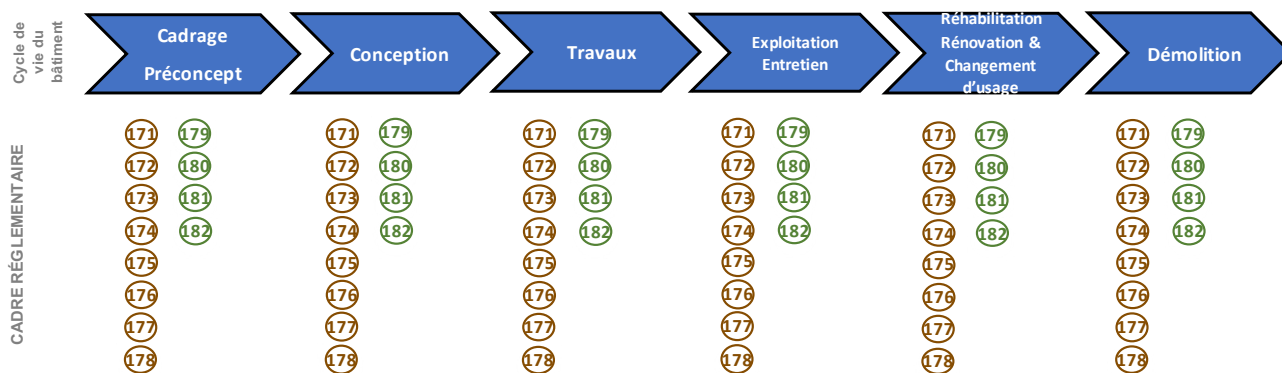 Cycle de
vie du
bâtiment
Cadrage
Préconcept
Conception
Travaux
Exploitation
Entretien
Réhabilitation
Rénovation &
Changement
d'usage
Démolition
CADRE RÉGLEMENTAIRE
171 179 171 179 171 179 171 179 171 179 171 179
172 180 172 180 172 180 172 180 172 180 172 180
173 181 173 181 173 181 173 181 173 181 173 181
174 182 174 182 174 182 174 182 174 182 174 182
175 175 175 175 175 175
176 176 176 176 176 176
177 177 177 177 177 177
178 178 178 178 178 178